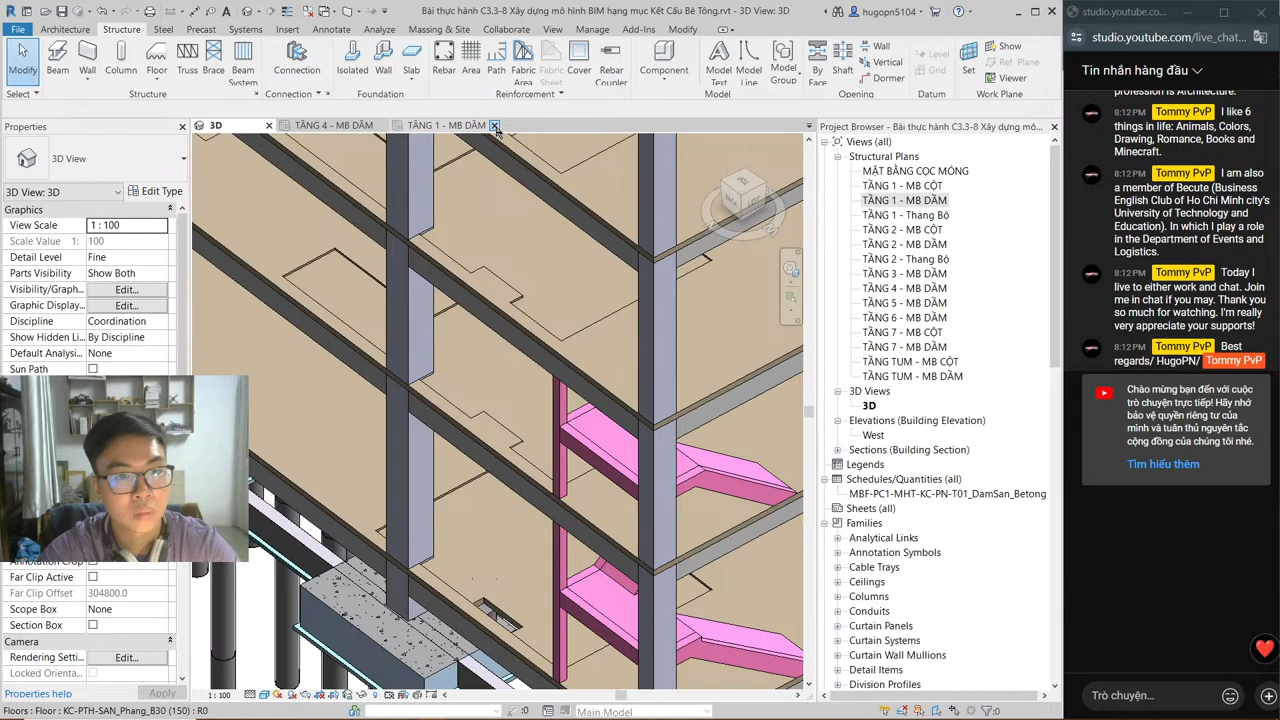 Bài thực hành C3.3-8 Xây dựng mô hình BIM hạng mục Kết Cấu Bê Tông.rvt - 3D View: 3D
hugopn5104
File Architecture Structure Steel Precast Systems Insert Annotate Analyze Massing & Site Collaborate View Manage Add-Ins Modify
Modify Beam Wall Column Floor Truss Brace Beam System Connection Isolated Wall Slab Rebar Area Path Fabric Area Fabric Sheet Cover Rebar Coupler Component Model Text Model Line Model Group By Face Shaft Wall Vertical Dormer Level Grid Set Show Ref Plane Viewer
Select Structure Connection Foundation Reinforcement Model Opening Datum Work Plane
Properties
3D TẦNG 4 - MB DẦM TẦNG 1 - MB DẦM
3D View
3D View: 3D Edit Type
Graphics
View Scale 1 : 100
Scale Value 1: 100
Detail Level Fine
Parts Visibility Show Both
Visibility/Graph... Edit...
Graphic Display... Edit...
Discipline Coordination
Show Hidden Li... By Discipline
Default Analysi... None
Sun Path
Far Clip Active
Far Clip Offset 304800.0
Scope Box None
Section Box
Camera
Rendering Setti... Edit...
Locked Orienta...
Properties help Apply
1 : 100
Floors : Floor : KC-PTH-SAN_Phong_B30 (150) : R0
:0 Main Model :0
Project Browser - Bài thực hành C3.3-8 Xây dựng mô...
Views (all)
Structural Plans
MẶT BẰNG CỌC MÓNG
TẦNG 1 - MB CỘT
TẦNG 1 - MB DẦM
TẦNG 1 - Thang Bộ
TẦNG 2 - MB CỘT
TẦNG 2 - MB DẦM
TẦNG 2 - Thang Bộ
TẦNG 3 - MB DẦM
TẦNG 4 - MB DẦM
TẦNG 5 - MB DẦM
TẦNG 6 - MB DẦM
TẦNG 7 - MB CỘT
TẦNG 7 - MB DẦM
TẦNG TUM - MB CỘT
TẦNG TUM - MB DẦM
3D Views
3D
Elevations (Building Elevation)
West
Sections (Building Section)
Legends
Schedules/Quantities (all)
MBF-PC1-MHT-KC-PN-T01_DamSan_Betong
Sheets (all)
Families
Analytical Links
Annotation Symbols
Cable Trays
Ceilings
Columns
Conduits
Curtain Panels
Curtain Systems
Curtain Wall Mullions
Detail Items
Division Profiles
studio.youtube.co...
studio.youtube.com/live_chat...
Tin nhắn hàng đầu
profession is Architecture.
8:12 PM Tommy PvP I like 6
things in life: Animals, Colors,
Drawing, Romance, Books and
Minecraft.
8:12 PM Tommy PvP I am also
a member of Becute (Business
English Club of Ho Chi Minh city's
University of Technology and
Education). In which I play a role
in the Department of Events and
Logistics.
8:12 PM Tommy PvP Today I
live to either work and chat. Join
me in chat if you may. Thank you
so much for watching. I'm really
very appreciate your supports!
8:12 PM Tommy PvP Best
regards/ HugoPN/ Tommy PvP
Chào mừng bạn đến với cuộc
trò chuyện trực tiếp! Hãy nhớ
bảo vệ quyền riêng tư của
mình và tuân thủ nguyên tắc
cộng đồng của chúng tôi nhé.
Tìm hiểu thêm
Trò chuyện...